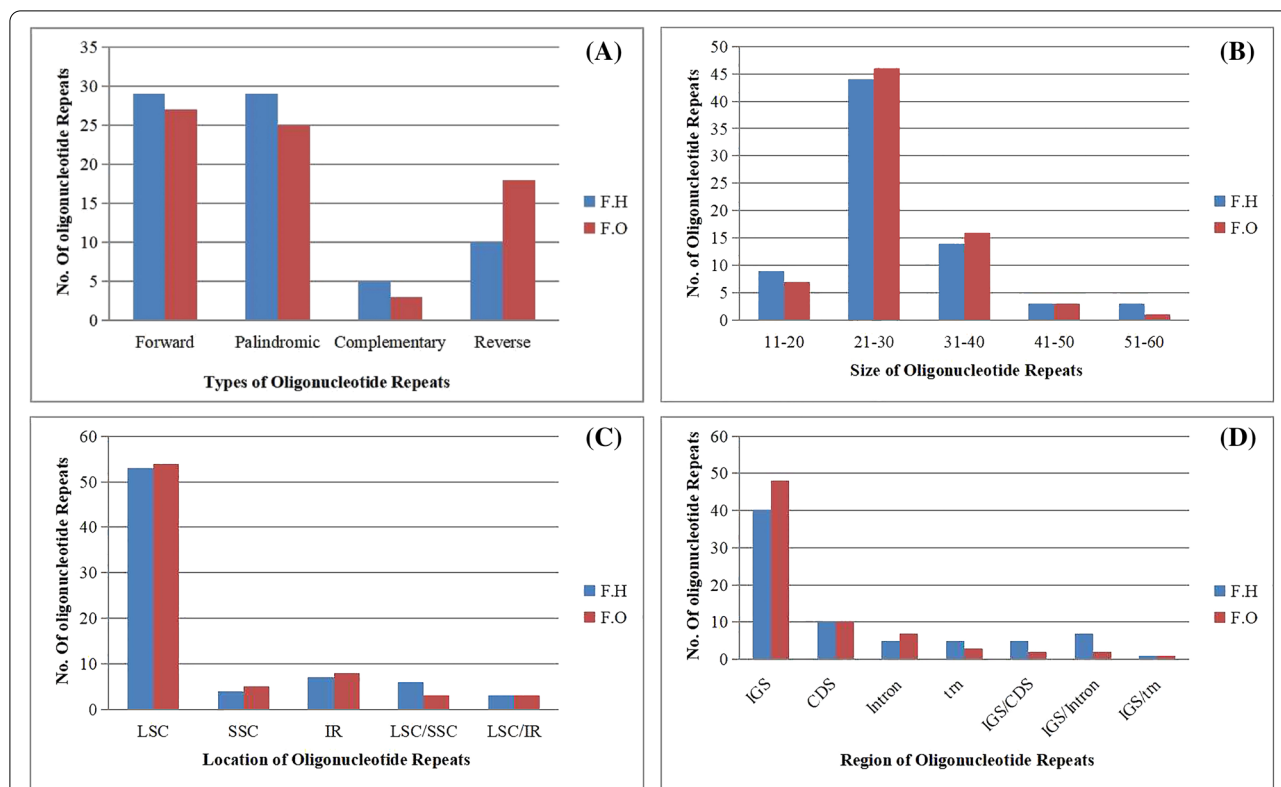 (A)
No. Of oligonucleotide Repeats
35
30
25
20
15
10
5
0
Forward Palindromic Complementary Reverse
Types of Oligonucleotide Repeats
F.H
F.O
(B)
No. of Oligonucleotide Repeats
50
45
40
35
30
25
20
15
10
5
0
11-20 21-30 31-40 41-50 51-60
Size of Oligonucleotide Repeats
F.H
F.O
(C)
No. Of oligonucleotide Repeats
60
50
40
30
20
10
0
LSC SSC IR LSC/SSC LSC/IR
Location of Oligonucleotide Repeats
F.H
F.O
(D)
No. Of oligonucleotide Repeats
60
50
40
30
20
10
0
IGS CDS Intron trn IGS/CDS IGS/Intron IGS/trn
Region of Oligonucleotide Repeats
F.H
F.O